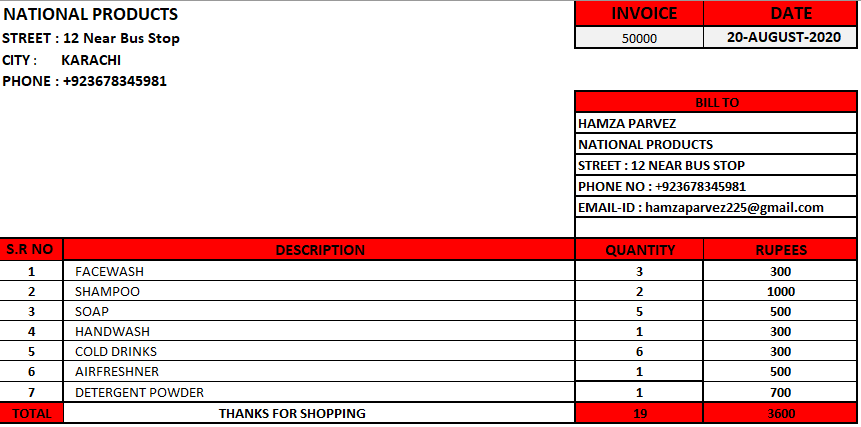 NATIONAL PRODUCTS
STREET : 12 Near Bus Stop
CITY : KARACHI
PHONE : +923678345981
INVOICE DATE
50000 20-AUGUST-2020
BILL TO
HAMZA PARVEZ
NATIONAL PRODUCTS
STREET : 12 NEAR BUS STOP
PHONE NO : +923678345981
EMAIL-ID : hamzaparvez225@gmail.com
S.R NO DESCRIPTION QUANTITY RUPEES
1 FACEWASH 3 300
2 SHAMPOO 2 1000
3 SOAP 5 500
4 HANDWASH 1 300
5 COLD DRINKS 6 300
6 AIRFRESHNER 1 500
7 DETERGENT POWDER 1 700
TOTAL THANKS FOR SHOPPING 19 3600